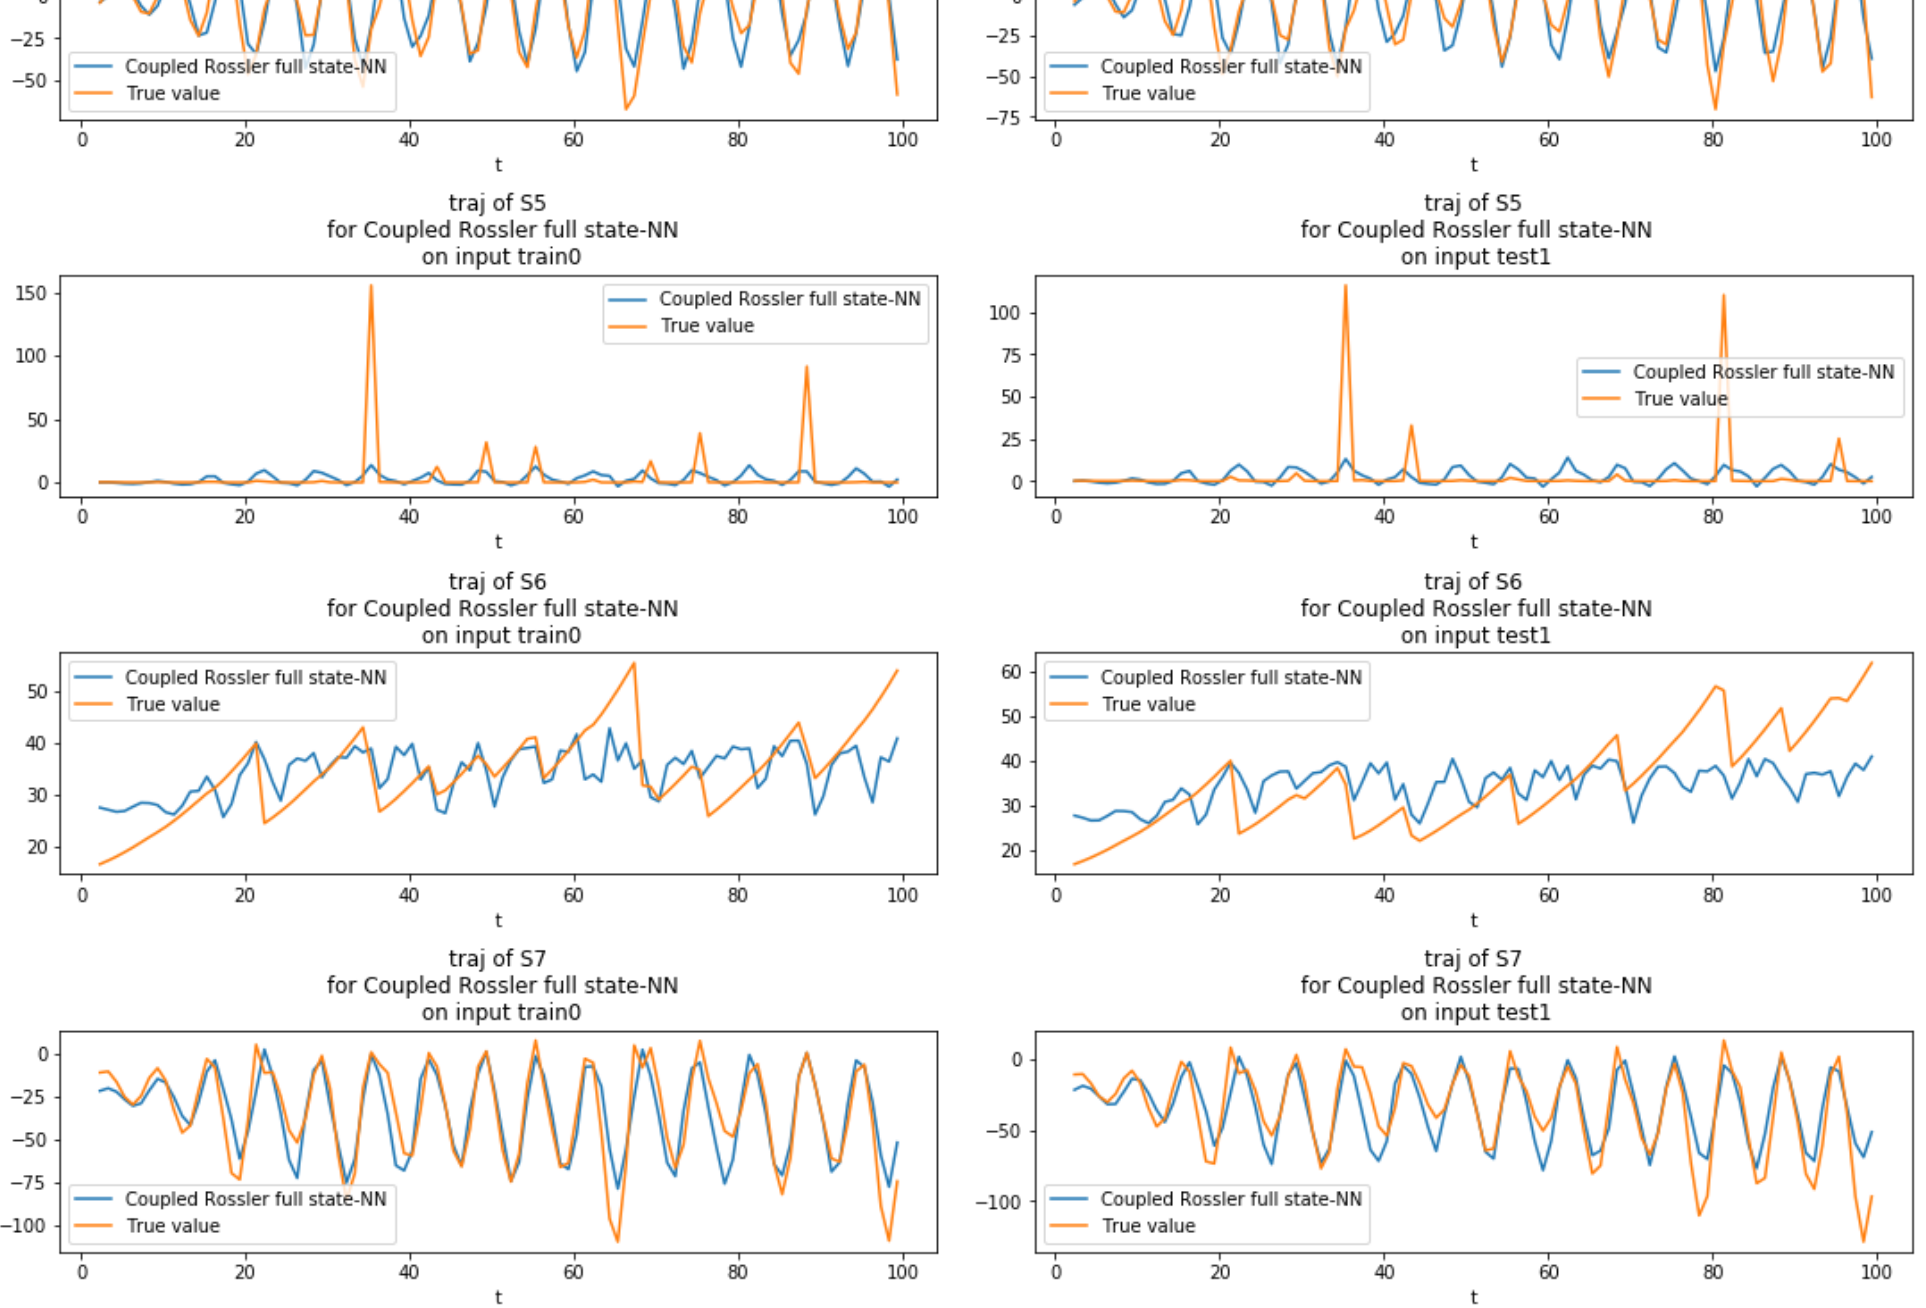 0
−25
−50
Coupled Rossler full state-NN
True value
0 20 40 60 80 100
t
0
−25
−50
−75
Coupled Rossler full state-NN
True value
0 20 40 60 80 100
t
traj of S5
for Coupled Rossler full state-NN
on input train0
150
100
50
0
Coupled Rossler full state-NN
True value
0 20 40 60 80 100
t
traj of S5
for Coupled Rossler full state-NN
on input test1
100
75
50
25
0
Coupled Rossler full state-NN
True value
0 20 40 60 80 100
t
traj of S6
for Coupled Rossler full state-NN
on input train0
50
40
30
20
Coupled Rossler full state-NN
True value
0 20 40 60 80 100
t
traj of S6
for Coupled Rossler full state-NN
on input test1
60
50
40
30
20
Coupled Rossler full state-NN
True value
0 20 40 60 80 100
t
traj of S7
for Coupled Rossler full state-NN
on input train0
0
−25
−50
−75
−100
Coupled Rossler full state-NN
True value
0 20 40 60 80 100
t
traj of S7
for Coupled Rossler full state-NN
on input test1
0
−50
−100
Coupled Rossler full state-NN
True value
0 20 40 60 80 100
t